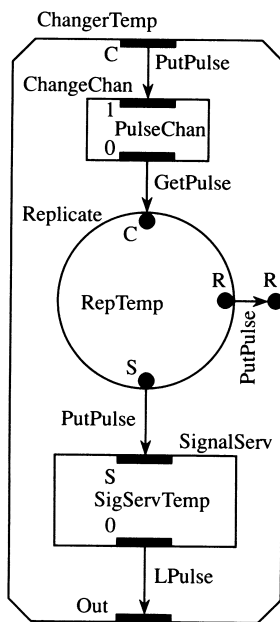 ChangerTemp
C
PutPulse
ChangeChan
1
PulseChan
0
GetPulse
Replicate
C
R R
RepTemp
PutPulse
S
PutPulse
SignalServ
S
SigServTemp
0
LPulse
Out